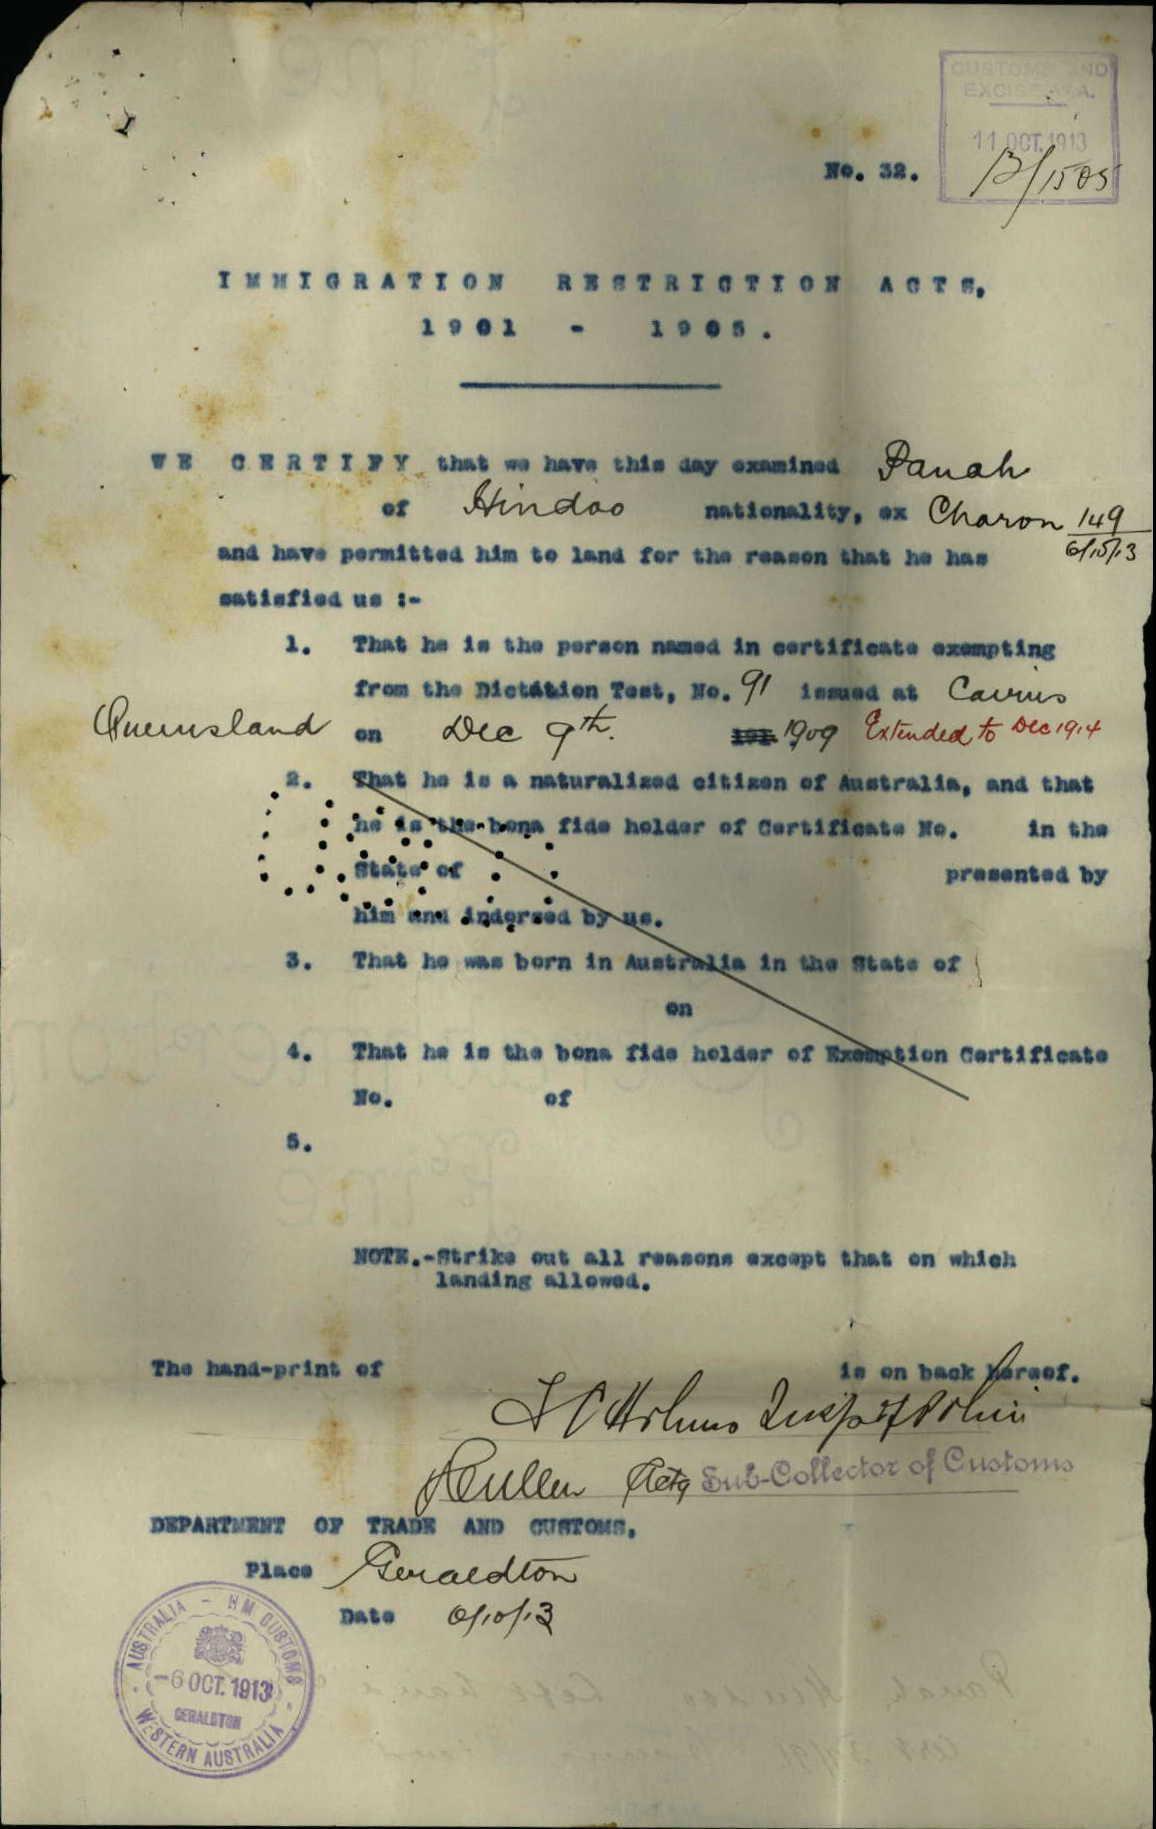 CUSTOMS AND
EXCISE W.A.
11 OCT. 1913
13/1505
No. 32.
IMMIGRATION RESTRICTION ACTS,
1901 - 1905.
WE CERTIFY that we have this day examined Panah
of Hindoo nationality, ex Charon 149
6/10/13
and have permitted him to land for the reason that he has
satisfied us :-
1. That he is the person named in certificate exempting
from the Dictation Test, No. 91 issued at Cairns
Queensland on Dec 9th. 191 1909 Extended to Dec 1914
2. That he is a naturalized citizen of Australia, and that
he is the bona fide holder of Certificate No. in the
State of presented by
him and indorsed by us.
3. That he was born in Australia in the State of
on
4. That he is the bona fide holder of Exemption Certificate
No. of
5.
NOTE.-Strike out all reasons except that on which
landing allowed.
The hand-print of is on back hereof.
Insp of Police
Cullen Actg Sub-Collector of Customs
DEPARTMENT OF TRADE AND CUSTOMS,
Place Geraldton
Date 6/10/13
AUSTRALIA - H M CUSTOMS
-6 OCT. 1913
GERALDTON
WESTERN AUSTRALIA